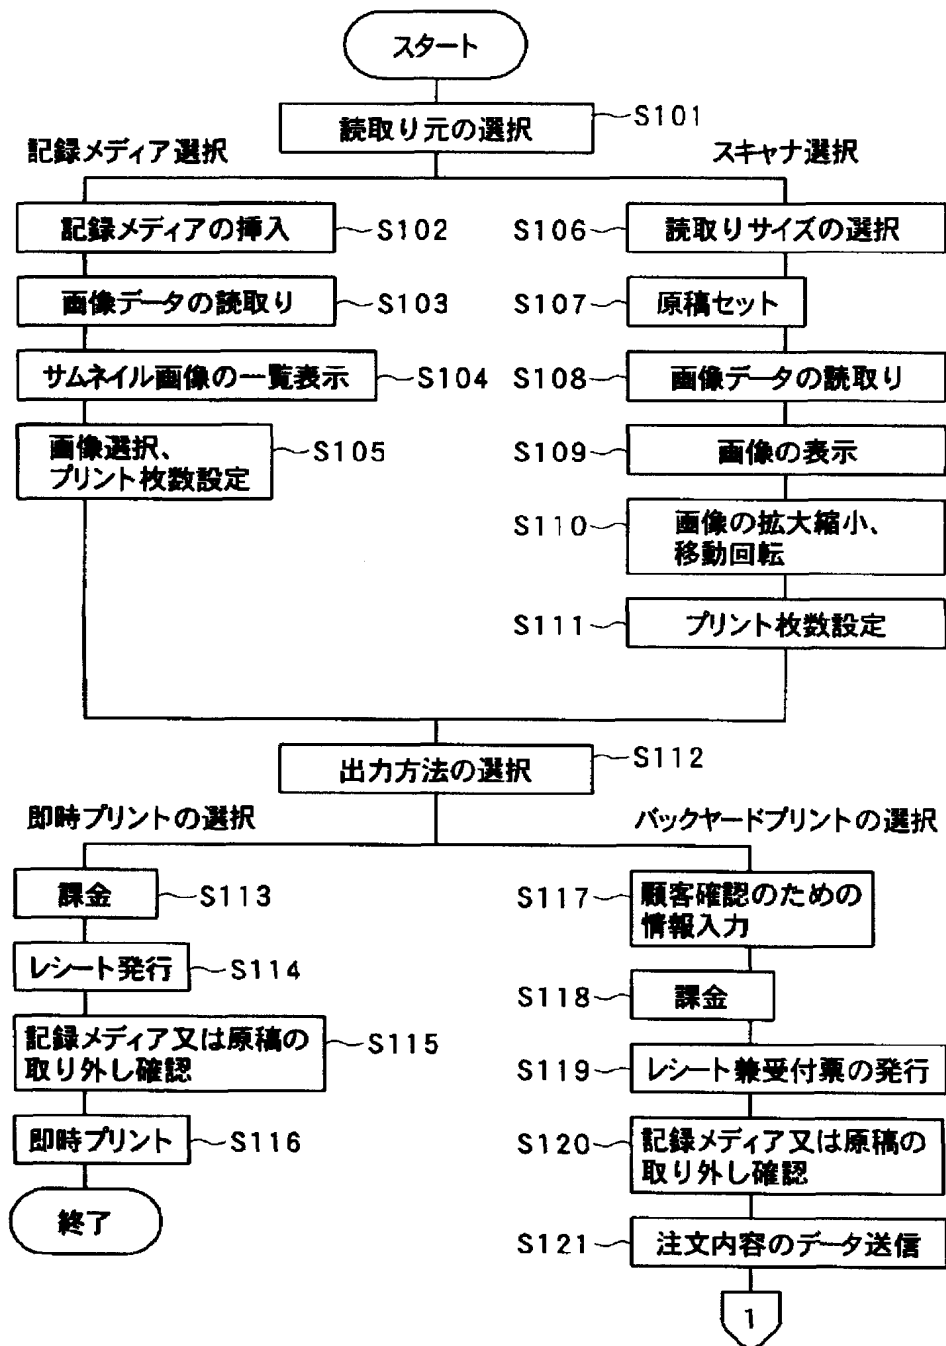 スタート
読取り元の選択
S101
記録メディア選択
スキャナ選択
記録メディアの挿入
S102
画像データの読取り
S103
サムネイル画像の一覧表示
S104
画像選択、
プリント枚数設定
S105
S106
読取りサイズの選択
S107
原稿セット
S108
画像データの読取り
S109
画像の表示
S110
画像の拡大縮小、
移動回転
S111
プリント枚数設定
出力方法の選択
S112
即時プリントの選択
バックヤードプリントの選択
課金
S113
レシート発行
S114
記録メディア又は原稿の
取り外し確認
S115
即時プリント
S116
終了
S117
顧客確認のための
情報入力
S118
課金
S119
レシート兼受付票の発行
S120
記録メディア又は原稿の
取り外し確認
S121
注文内容のデータ送信
1